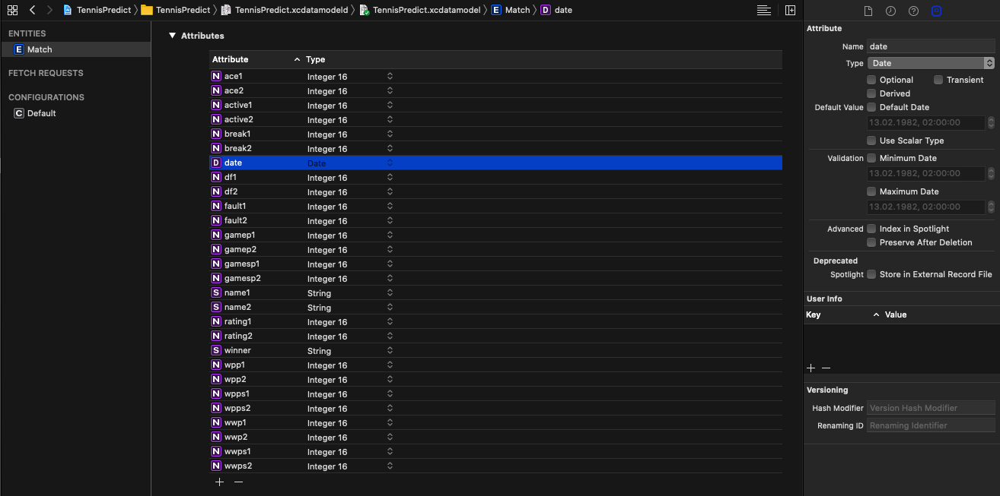 TennisPredict TennisPredict TennisPredict.xcdatamodeld TennisPredict.xcdatamodel E Match D date
ENTITIES
E Match
FETCH REQUESTS
CONFIGURATIONS
C Default
Attributes
Attribute Type
N ace1 Integer 16
N ace2 Integer 16
N active1 Integer 16
N active2 Integer 16
N break1 Integer 16
N break2 Integer 16
D date Date
N df1 Integer 16
N df2 Integer 16
N fault1 Integer 16
N fault2 Integer 16
N gamep1 Integer 16
N gamep2 Integer 16
N gamesp1 Integer 16
N gamesp2 Integer 16
S name1 String
S name2 String
N rating1 Integer 16
N rating2 Integer 16
S winner String
N wpp1 Integer 16
N wpp2 Integer 16
N wpps1 Integer 16
N wpps2 Integer 16
N wwp1 Integer 16
N wwp2 Integer 16
N wwps1 Integer 16
N wwps2 Integer 16
Attribute
Name date
Type Date
Optional Transient
Derived
Default Value Default Date
13.02.1982, 02:00:00
Use Scalar Type
Validation Minimum Date
13.02.1982, 02:00:00
Maximum Date
13.02.1982, 02:00:00
Advanced Index in Spotlight
Preserve After Deletion
Deprecated
Spotlight Store in External Record File
User Info
Key Value
Versioning
Hash Modifier Version Hash Modifier
Renaming ID Renaming Identifier